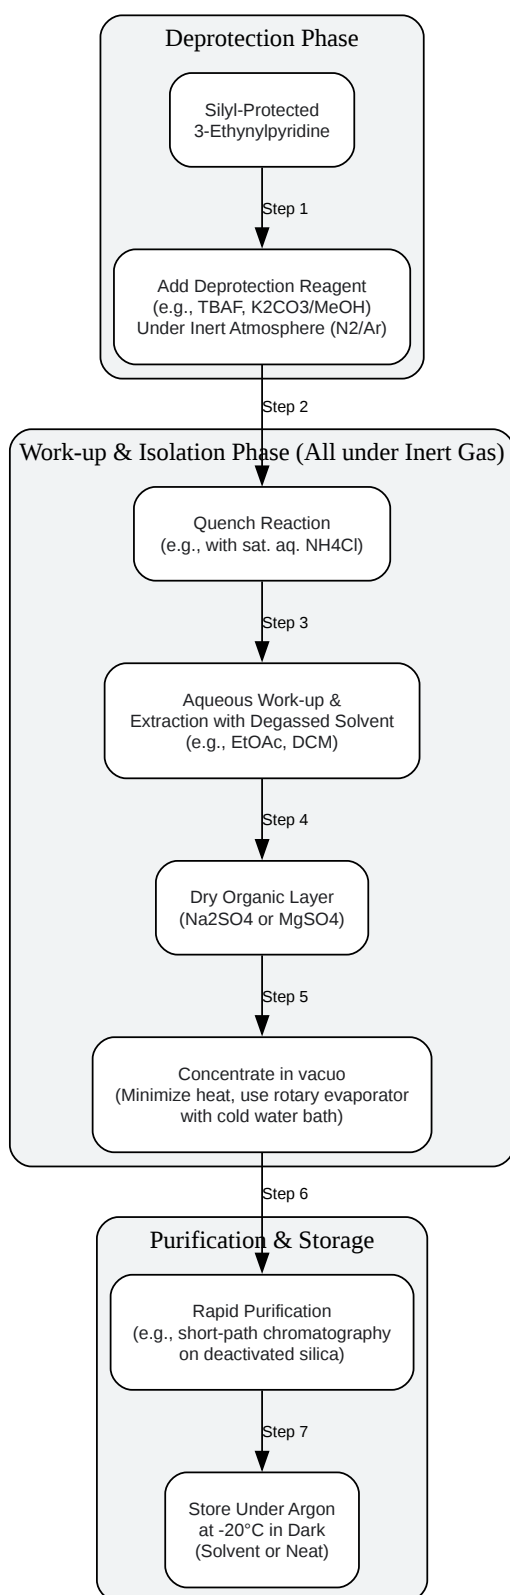 Deprotection Phase
Silyl-Protected
3-Ethynylpyridine
Step 1
Add Deprotection Reagent
(e.g., TBAF, K2CO3/MeOH)
Under Inert Atmosphere (N2/Ar)
Step 2
Work-up & Isolation Phase (All under Inert Gas)
Quench Reaction
(e.g., with sat. aq. NH4Cl)
Step 3
Aqueous Work-up &
Extraction with Degassed Solvent
(e.g., EtOAc, DCM)
Step 4
Dry Organic Layer
(Na2SO4 or MgSO4)
Step 5
Concentrate in vacuo
(Minimize heat, use rotary evaporator
with cold water bath)
Step 6
Purification & Storage
Rapid Purification
(e.g., short-path chromatography
on deactivated silica)
Step 7
Store Under Argon
at -20°C in Dark
(Solvent or Neat)